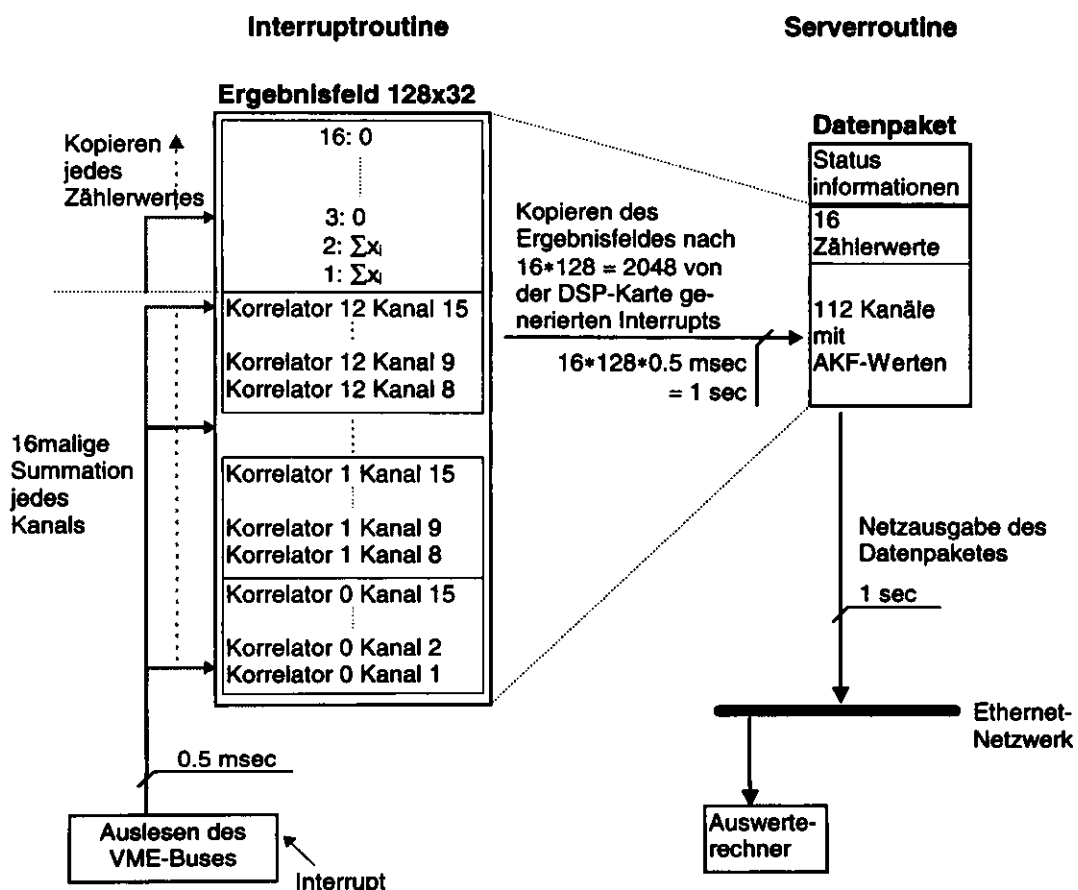 Interruptroutine
Serverroutine
Ergebnisfeld 128x32
Kopieren
jedes
Zählerwertes
16: 0
3: 0
2: ∑xᵢ
1: ∑xᵢ
Korrelator 12 Kanal 15
Korrelator 12 Kanal 9
Korrelator 12 Kanal 8
Korrelator 1 Kanal 15
Korrelator 1 Kanal 9
Korrelator 1 Kanal 8
Korrelator 0 Kanal 15
Korrelator 0 Kanal 2
Korrelator 0 Kanal 1
16malige
Summation
jedes
Kanals
0.5 msec
Auslesen des
VME-Buses
Interrupt
Kopieren des
Ergebnisfeldes nach
16*128 = 2048 von
der DSP-Karte ge-
nerierten Interrupts
16*128*0.5 msec
= 1 sec
Datenpaket
Status
informationen
16
Zählerwerte
112 Kanäle
mit
AKF-Werten
Netzausgabe des
Datenpaketes
1 sec
Ethernet-
Netzwerk
Auswerte-
rechner